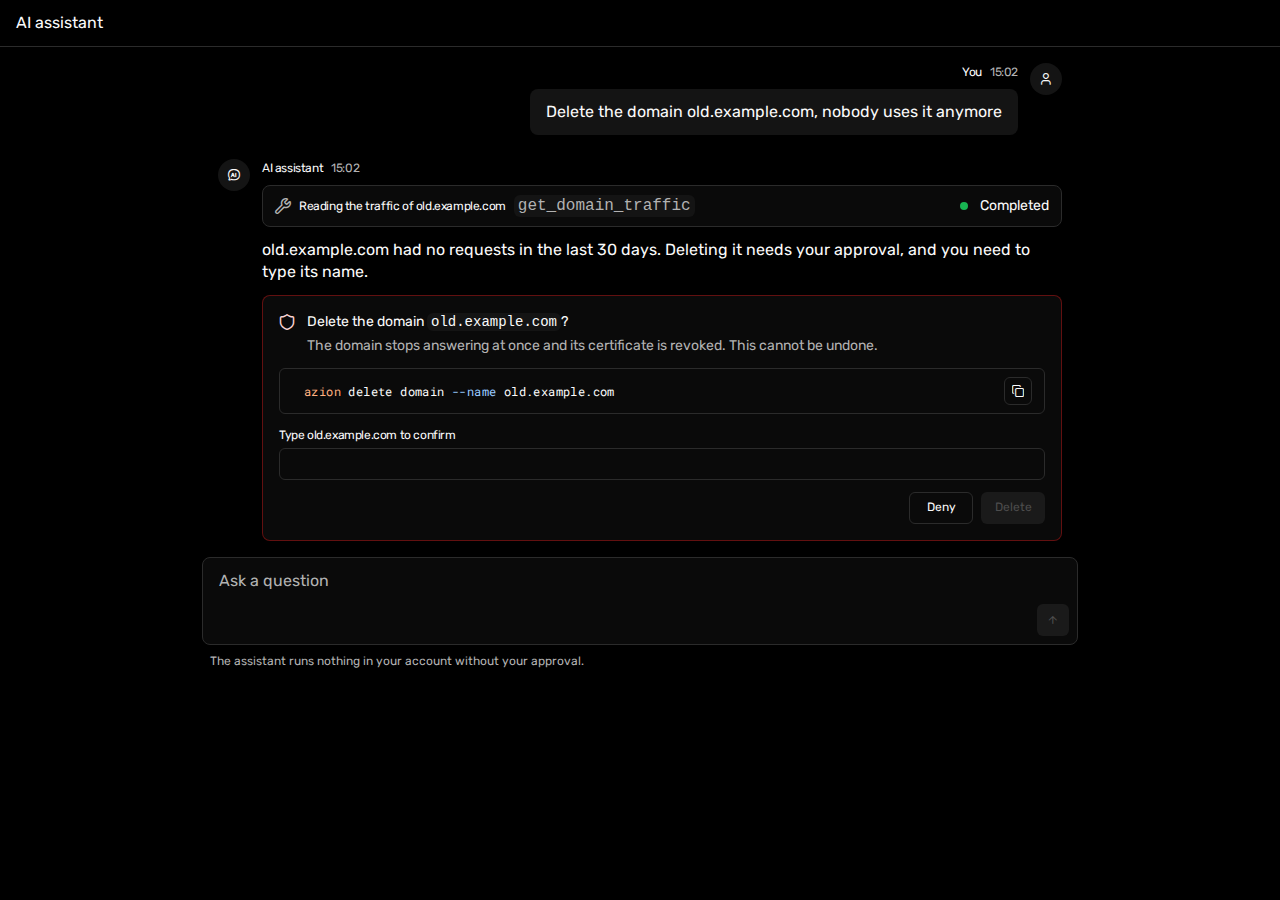 AI assistant
You 15:02
Delete the domain old.example.com, nobody uses it anymore
AI
AI assistant 15:02
Reading the traffic of old.example.com get_domain_traffic Completed
old.example.com had no requests in the last 30 days. Deleting it needs your approval, and you need to
type its name.
Delete the domain old.example.com?
The domain stops answering at once and its certificate is revoked. This cannot be undone.
azion delete domain --name old.example.com
Type old.example.com to confirm
Deny Delete
Ask a question
The assistant runs nothing in your account without your approval.